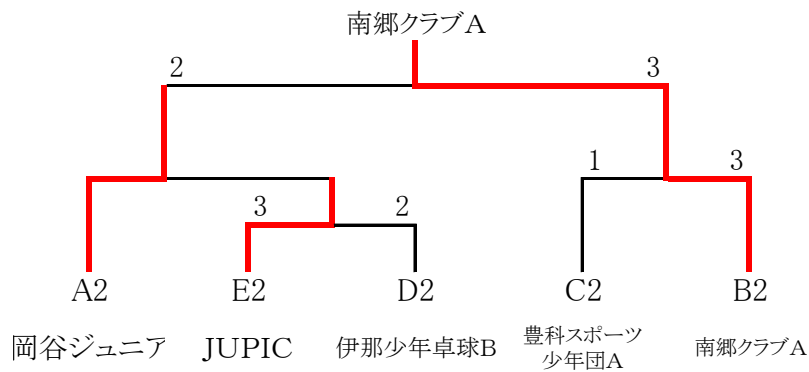 南郷クラブA
2
3
1
3
3
2
A2
E2
D2
C2
B2
岡谷ジュニア
JUPIC
伊那少年卓球B
豊科スポーツ
少年団A
南郷クラブA